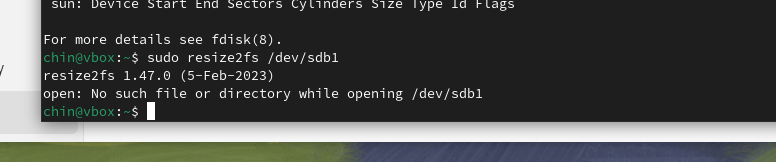 sun: Device Start End Sectors Cylinders Size Type Id Flags
For more details see fdisk(8).
chin@vbox:~$ sudo resize2fs /dev/sdb1
resize2fs 1.47.0 (5-Feb-2023)
open: No such file or directory while opening /dev/sdb1
chin@vbox:~$